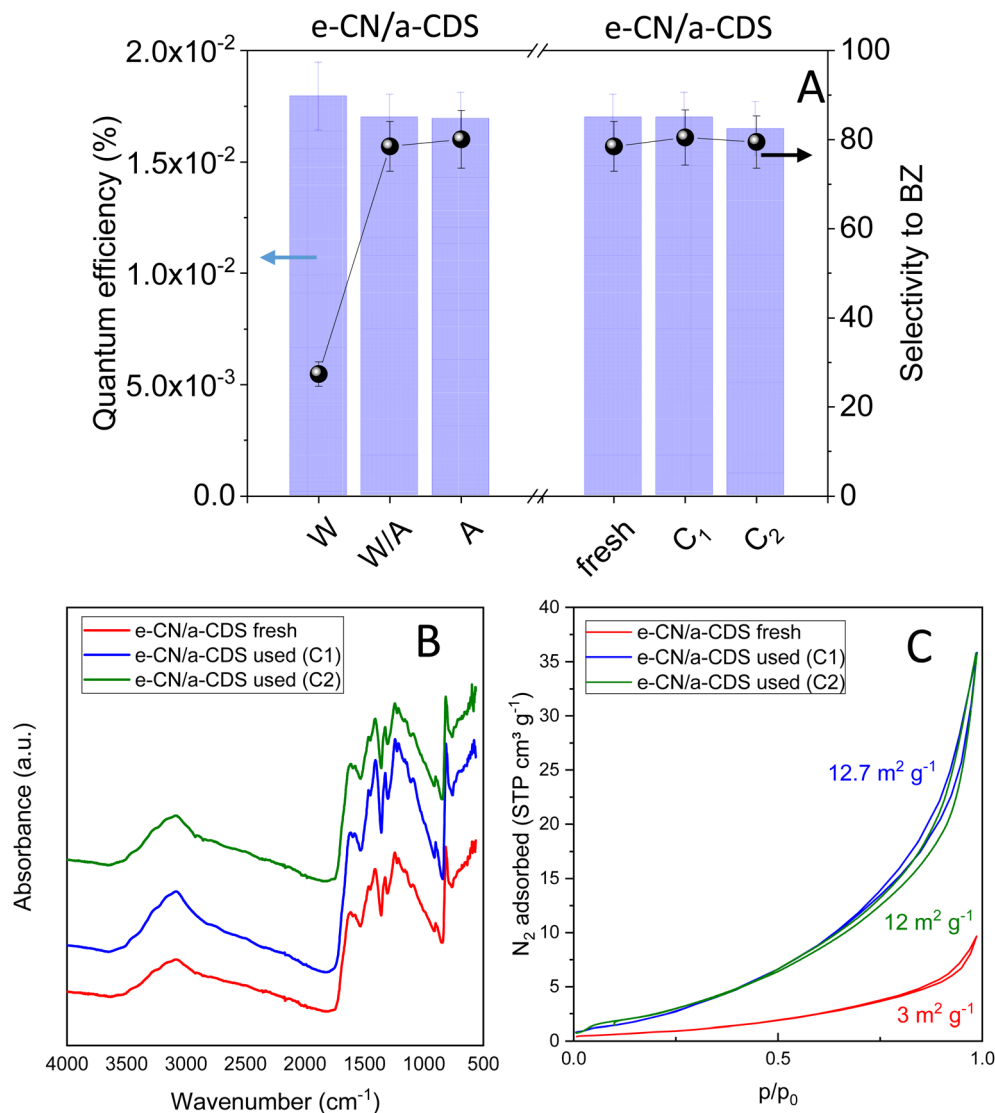 e-CN/a-CDS e-CN/a-CDS
A
Quantum efficiency (%)
2.0x10⁻²
1.5x10⁻²
1.0x10⁻²
5.0x10⁻³
0.0
100
80
60
40
20
0
Selectivity to BZ
W W/A A fresh C₁ C₂
B
e-CN/a-CDS fresh
e-CN/a-CDS used (C1)
e-CN/a-CDS used (C2)
Absorbance (a.u.)
4000 3500 3000 2500 2000 1500 1000 500
Wavenumber (cm⁻¹)
C
e-CN/a-CDS fresh
e-CN/a-CDS used (C1)
e-CN/a-CDS used (C2)
N₂ adsorbed (STP cm³ g⁻¹)
40
35
30
25
20
15
10
5
0
12.7 m² g⁻¹
12 m² g⁻¹
3 m² g⁻¹
0.0 0.5 1.0
p/p₀